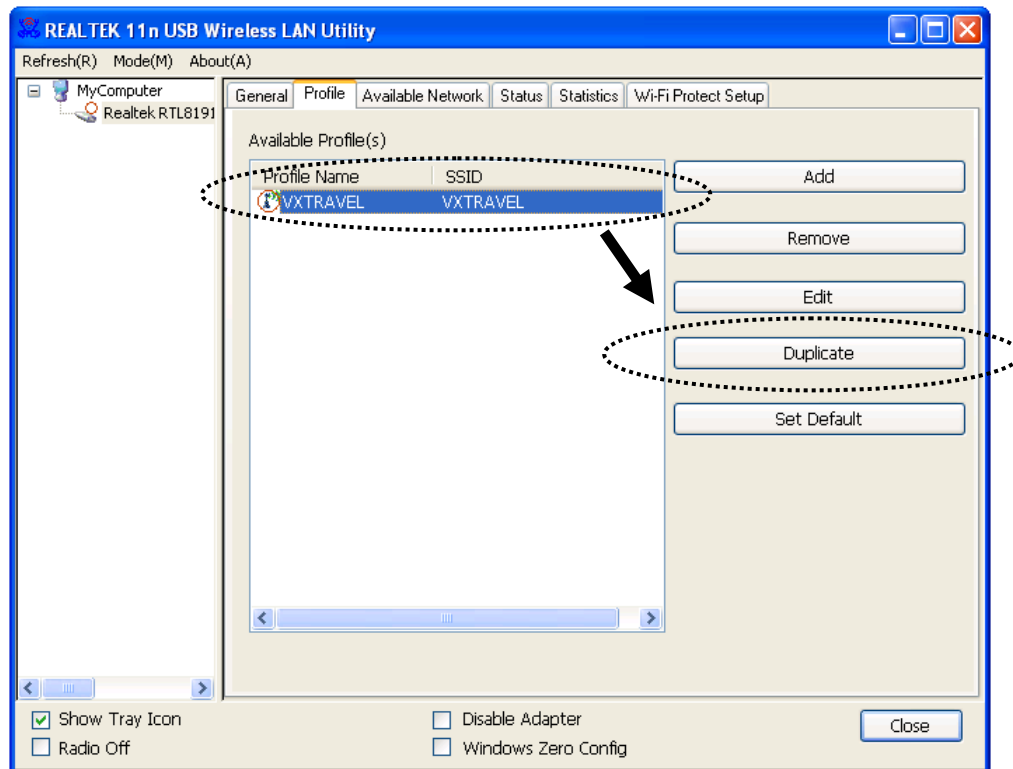 REALTEK 11n USB Wireless LAN Utility
Refresh(R) Mode(M) About(A)
MyComputer
Realtek RTL8191
General Profile Available Network Status Statistics Wi-Fi Protect Setup
Available Profile(s)
Profile Name SSID
VXTRAVEL VXTRAVEL
Add
Remove
Edit
Duplicate
Set Default
Show Tray Icon
Radio Off
Disable Adapter
Windows Zero Config
Close